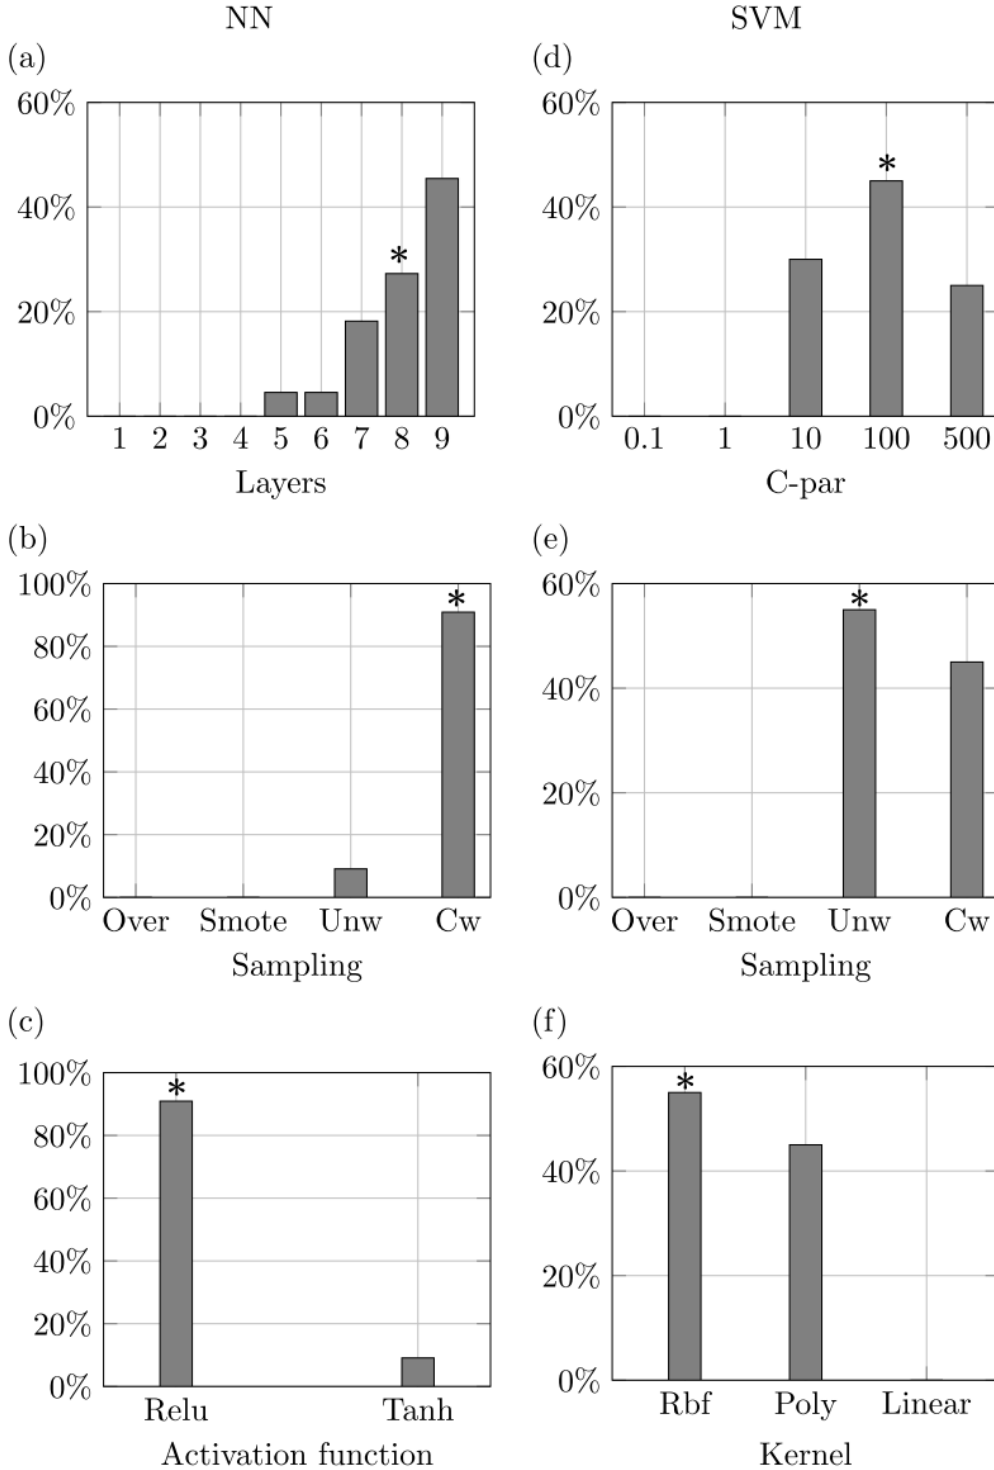 NN
SVM
(a)
60%
40%
20%
0%
1 2 3 4 5 6 7 8 9
Layers
*
(d)
60%
40%
20%
0%
0.1 1 10 100 500
C-par
*
(b)
100%
80%
60%
40%
20%
0%
Over Smote Unw Cw
Sampling
*
(e)
60%
40%
20%
0%
Over Smote Unw Cw
Sampling
*
(c)
100%
80%
60%
40%
20%
0%
Relu Tanh
Activation function
*
(f)
60%
40%
20%
0%
Rbf Poly Linear
Kernel
*